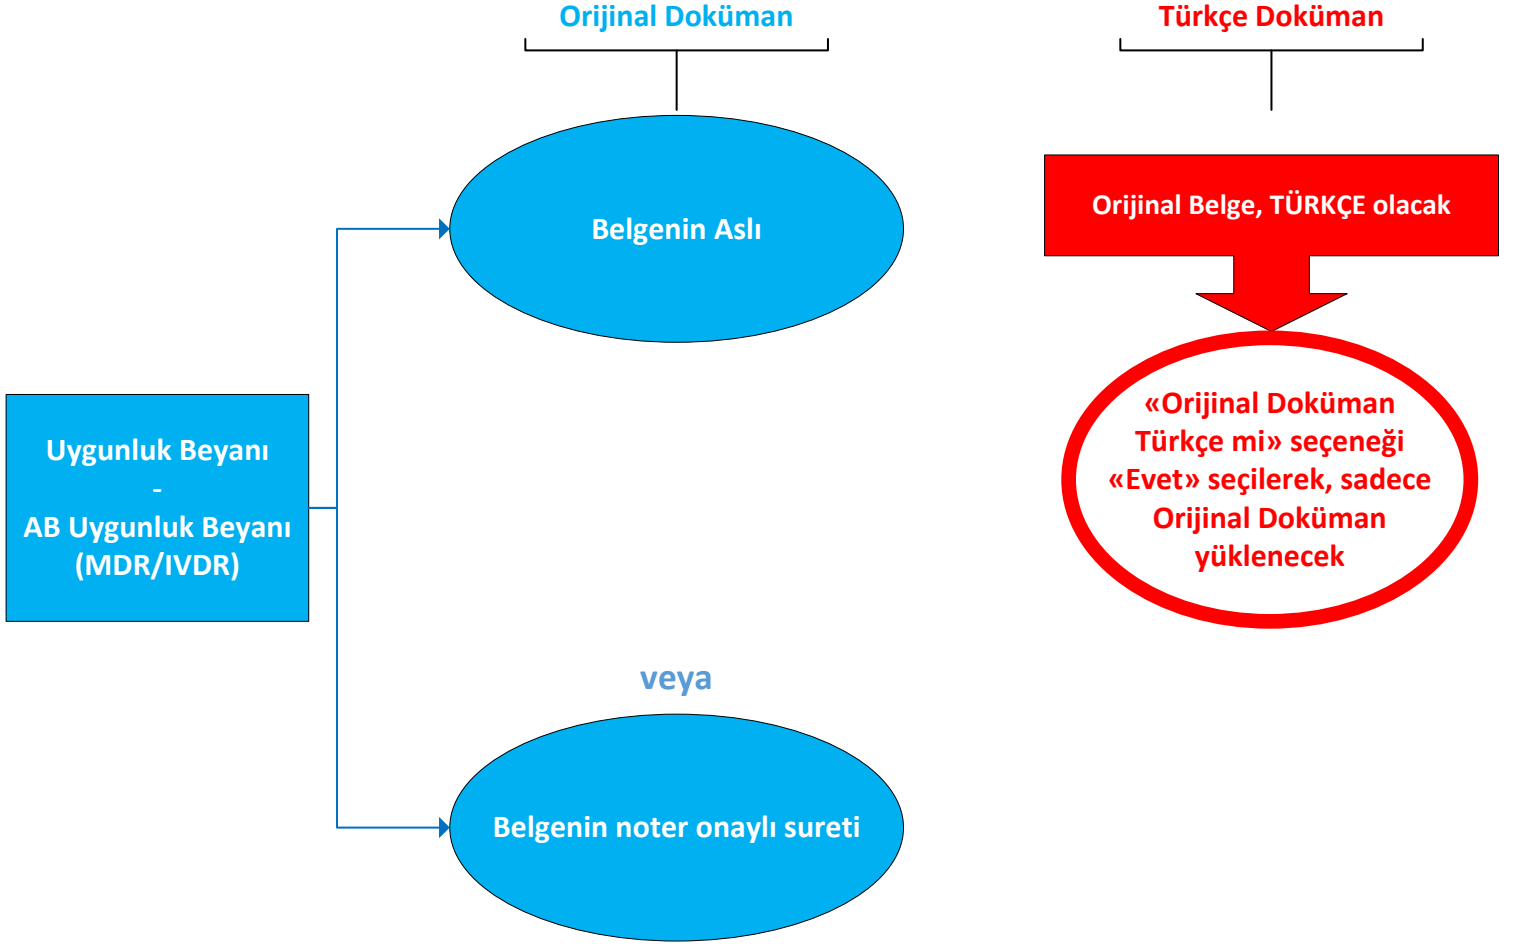 Orijinal Doküman
Türkçe Doküman
Belgenin Aslı
Orijinal Belge, TÜRKÇE olacak
«Orijinal Doküman
Türkçe mi» seçeneği
«Evet» seçilerek, sadece
Orijinal Doküman
yüklenecek
Uygunluk Beyanı
-
AB Uygunluk Beyanı
(MDR/IVDR)
veya
Belgenin noter onaylı sureti